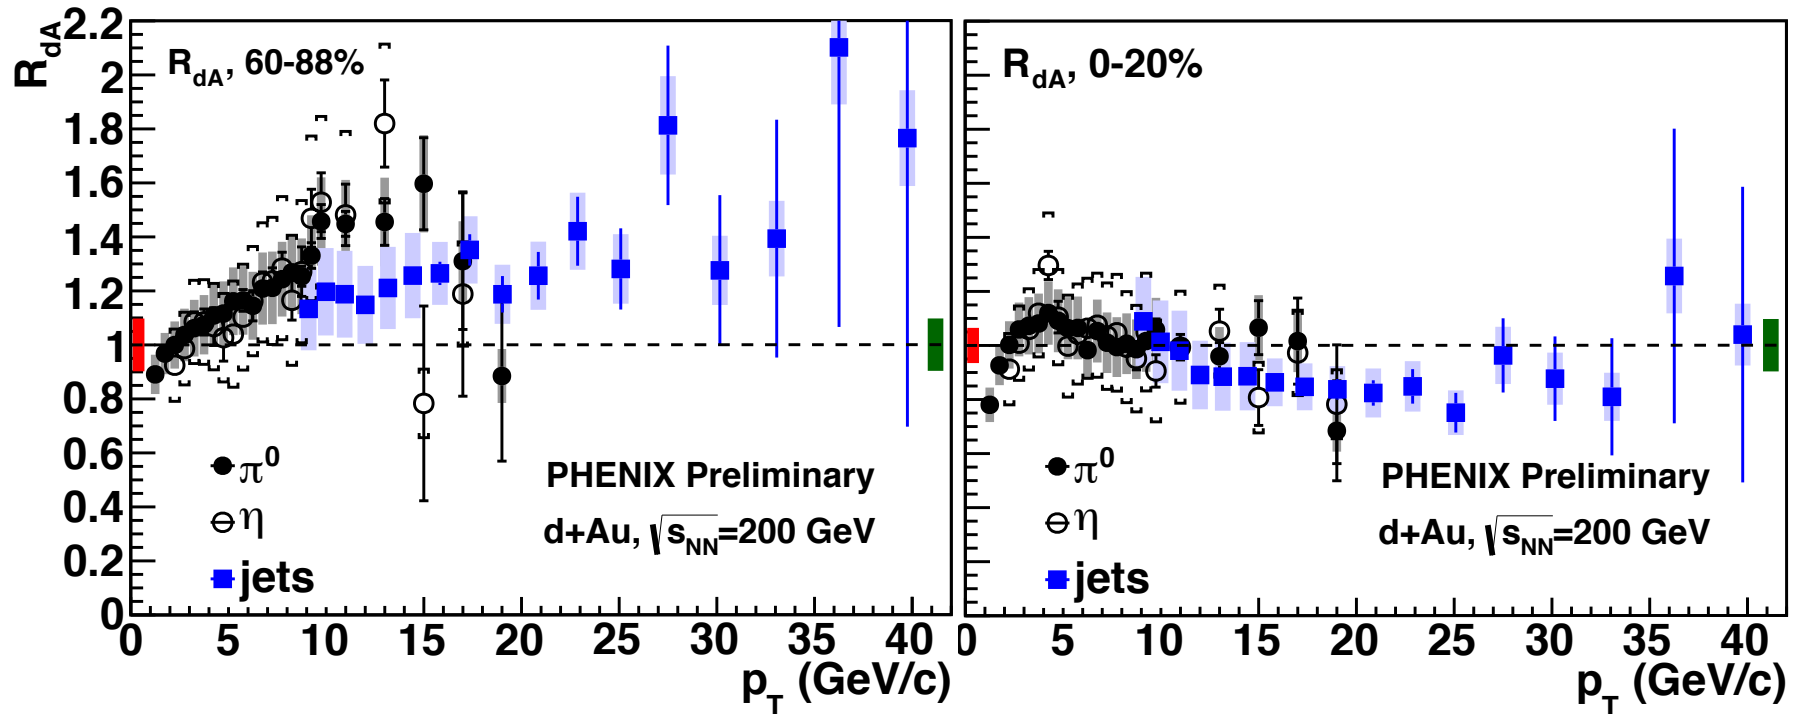 R_dA
2.2
2
1.8
1.6
1.4
1.2
1
0.8
0.6
0.4
0.2
0
R_dA, 60-88%
π⁰
η
jets
PHENIX Preliminary
d+Au, √s_NN=200 GeV
0 5 10 15 20 25 30 35 40
p_T (GeV/c)
R_dA, 0-20%
π⁰
η
jets
PHENIX Preliminary
d+Au, √s_NN=200 GeV
0 5 10 15 20 25 30 35 40
p_T (GeV/c)